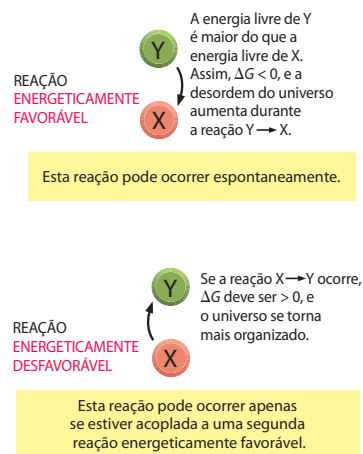 A energia livre de Y
é maior do que a
energia livre de X.
Assim, ΔG < 0, e a
desordem do universo
aumenta durante
a reação Y → X.
Y
X
REAÇÃO
ENERGETICAMENTE
FAVORÁVEL
Esta reação pode ocorrer espontaneamente.
Y
X
Se a reação X → Y ocorre,
ΔG deve ser > 0, e
o universo se torna
mais organizado.
REAÇÃO
ENERGETICAMENTE
DESFAVORÁVEL
Esta reação pode ocorrer apenas
se estiver acoplada a uma segunda
reação energeticamente favorável.